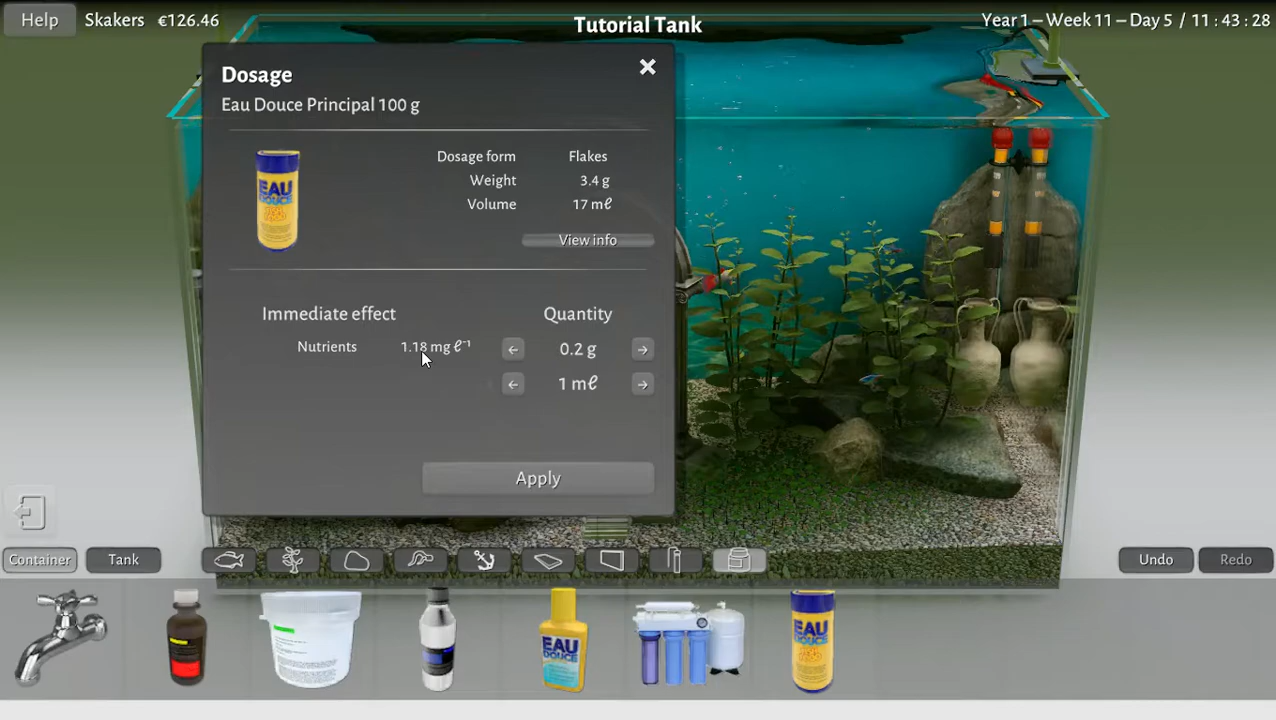 Help Skakers €126.46 Tutorial Tank Year 1 – Week 11 – Day 5 / 11:43:28
Dosage
Eau Douce Principal 100 g
EAU
DOUCE
Dosage form Flakes
Weight 3.4 g
Volume 17 mℓ
View info
Immediate effect Quantity
Nutrients 1.18 mg ℓ⁻¹ 0.2 g
1 mℓ
Apply
Container Tank Undo Redo
EAU
DOUCE
EAU
DOUCE